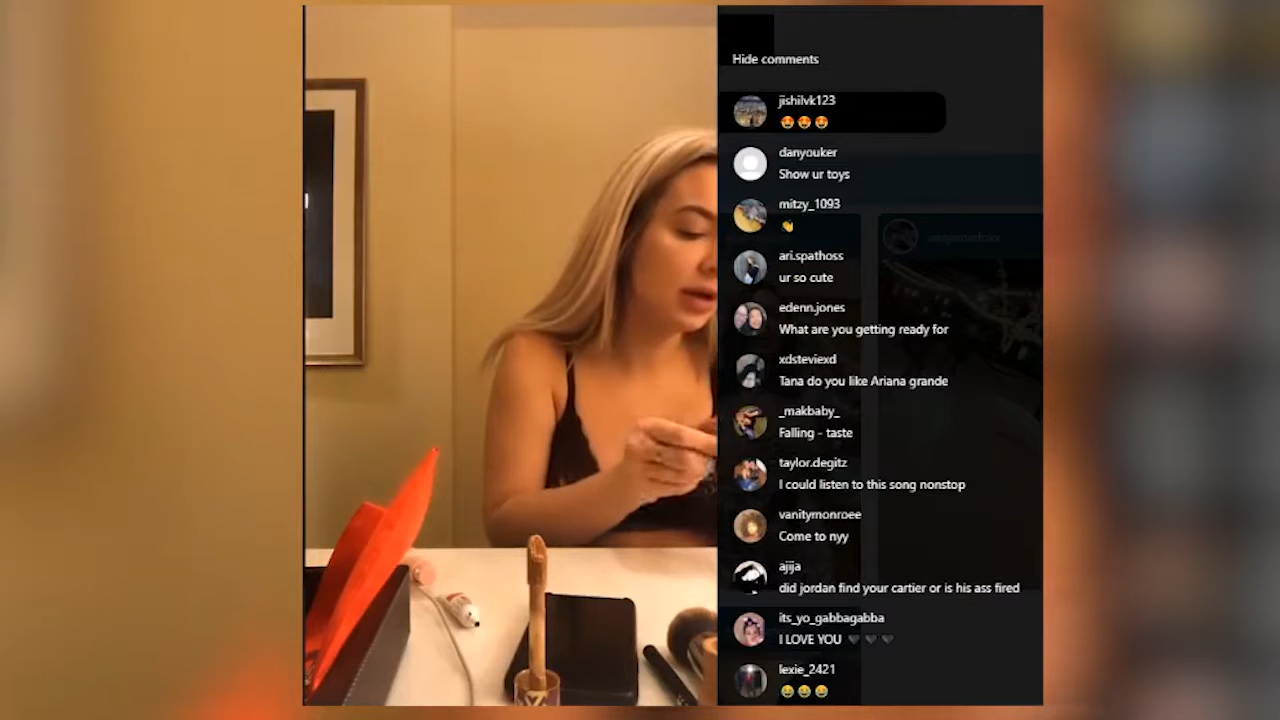 Hide comments
jishilvk123
😍😍😍
danyouker
Show ur toys
mitzy_1093
👏
ari.spathoss
ur so cute
edenn.jones
What are you getting ready for
xdsteviexd
Tana do you like Ariana grande
_makbaby_
Falling - taste
taylor.degitz
I could listen to this song nonstop
vanitymonroee
Come to nyy
ajija
did jordan find your cartier or is his ass fired
its_yo_gabbagabba
I LOVE YOU 🖤🖤🖤
lexie_2421
😂😂😂